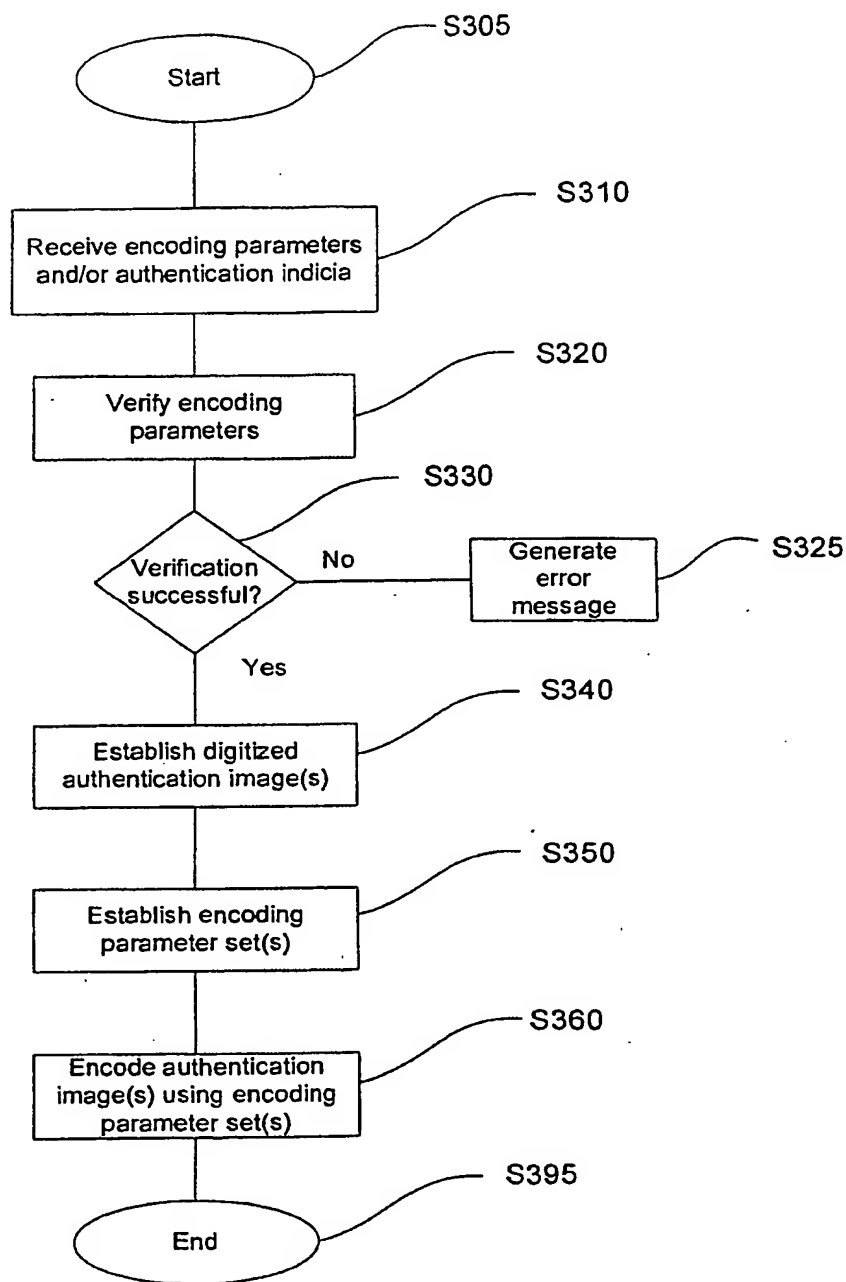 S305
Start
S310
Receive encoding parameters
and/or authentication indicia
S320
Verify encoding
parameters
S330
Verification
successful?
No
Generate
error
message
S325
Yes
S340
Establish digitized
authentication image(s)
S350
Establish encoding
parameter set(s)
S360
Encode authentication
image(s) using encoding
parameter set(s)
S395
End